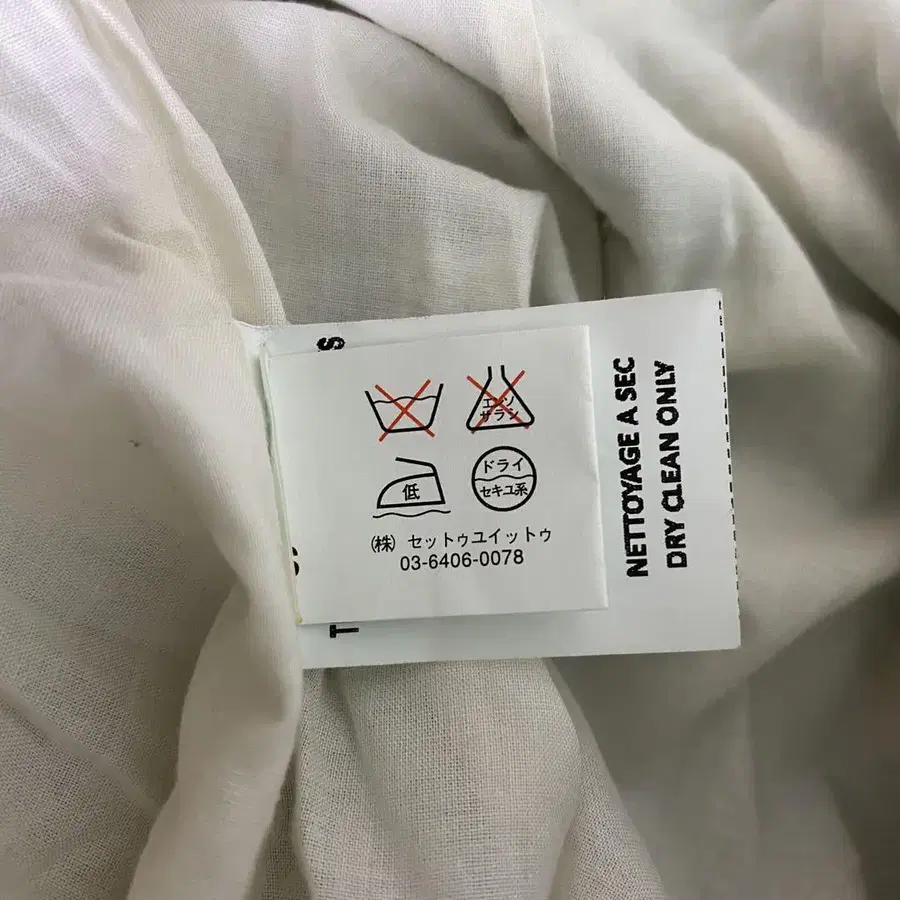 エンソ
サラシ
低
ドライ
セキユ系
㈱ セットゥユイットゥ
03-6406-0078
NETTOYAGE A SEC
DRY CLEAN ONLY
S
T